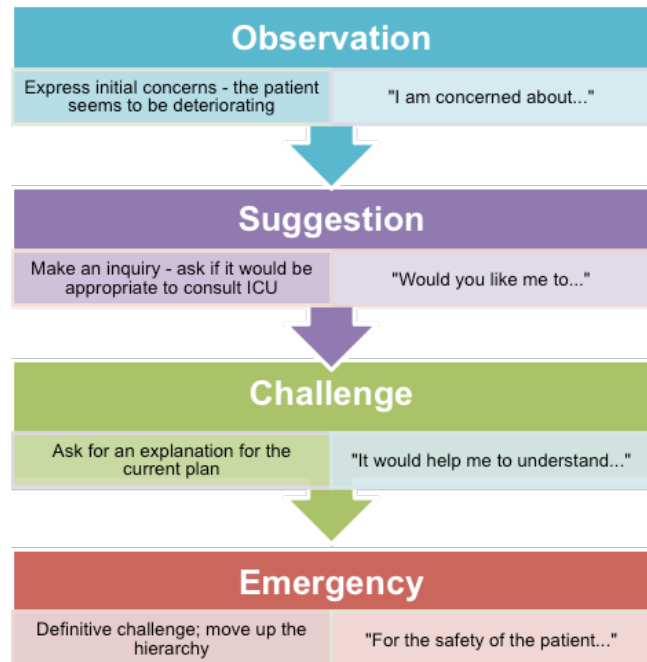 Observation
Express initial concerns - the patient
seems to be deteriorating
"I am concerned about..."
Suggestion
Make an inquiry - ask if it would be
appropriate to consult ICU
"Would you like me to..."
Challenge
Ask for an explanation for the
current plan
"It would help me to understand..."
Emergency
Definitive challenge; move up the
hierarchy
"For the safety of the patient..."